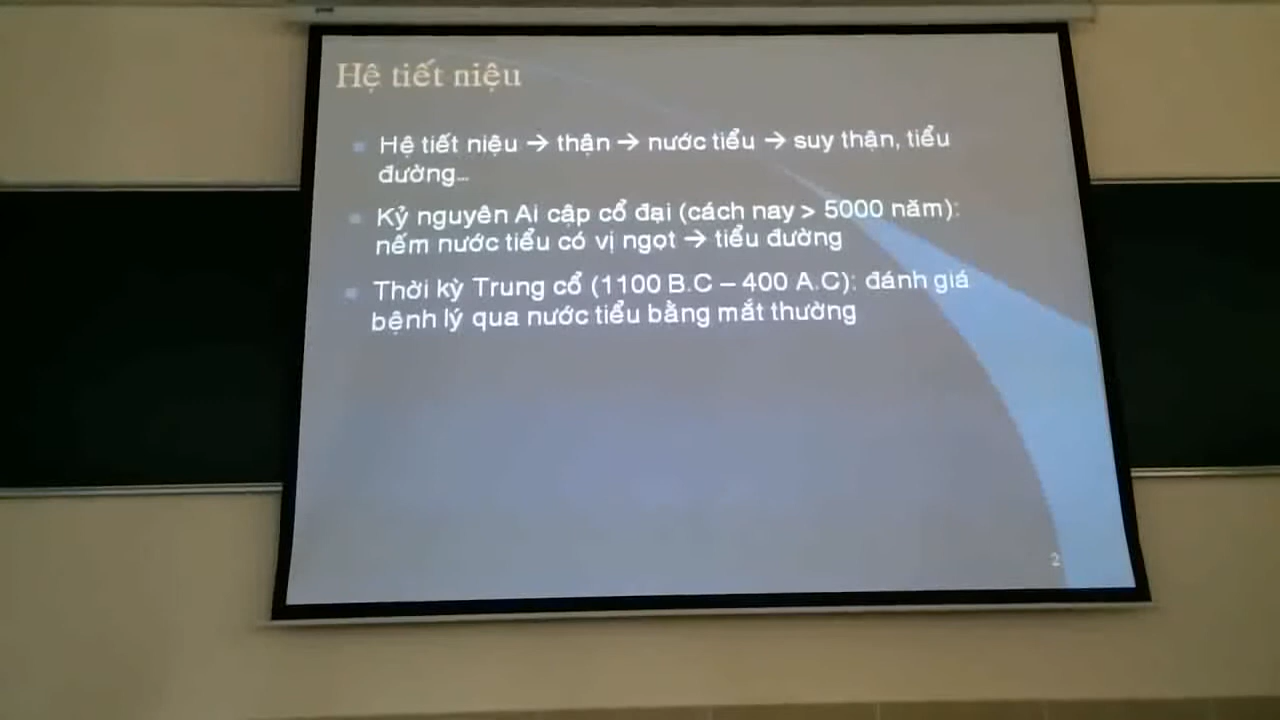 Hệ tiết niệu
Hệ tiết niệu → thận → nước tiểu → suy thận, tiểu
đường...
Kỷ nguyên Ai cập cổ đại (cách nay > 5000 năm):
nếm nước tiểu có vị ngọt → tiểu đường
Thời kỳ Trung cổ (1100 B.C – 400 A.C): đánh giá
bệnh lý qua nước tiểu bằng mắt thường
2